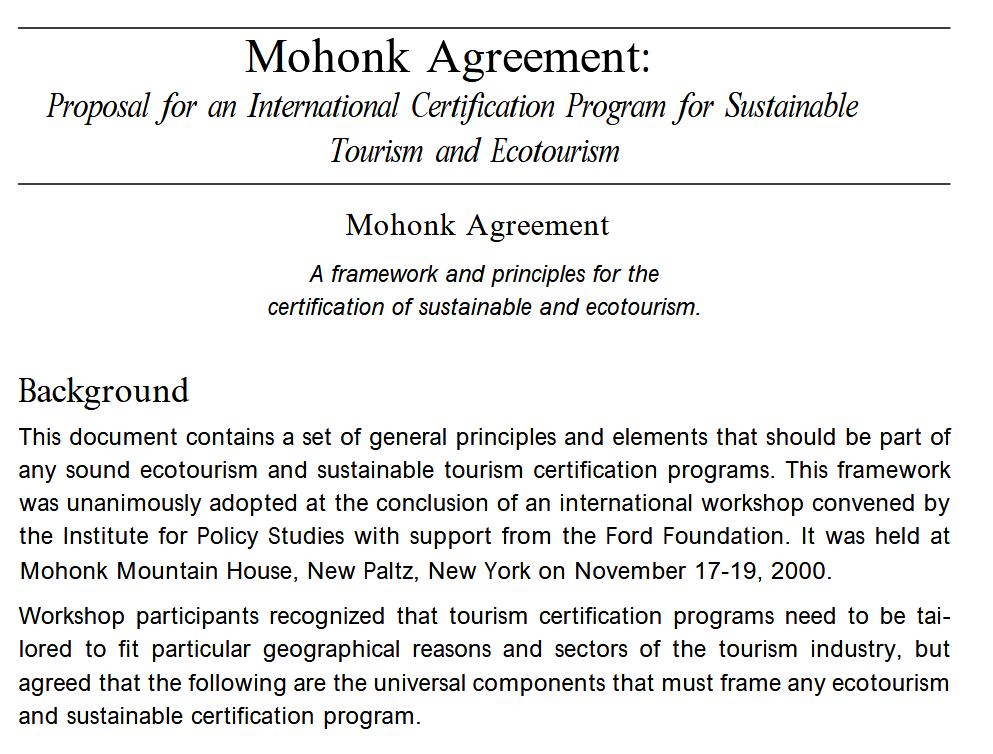 Mohonk Agreement:
Proposal for an International Certification Program for Sustainable
Tourism and Ecotourism
Mohonk Agreement
A framework and principles for the
certification of sustainable and ecotourism.
Background
This document contains a set of general principles and elements that should be part of
any sound ecotourism and sustainable tourism certification programs. This framework
was unanimously adopted at the conclusion of an international workshop convened by
the Institute for Policy Studies with support from the Ford Foundation. It was held at
Mohonk Mountain House, New Paltz, New York on November 17-19, 2000.
Workshop participants recognized that tourism certification programs need to be tai-
lored to fit particular geographical reasons and sectors of the tourism industry, but
agreed that the following are the universal components that must frame any ecotourism
and sustainable certification program.